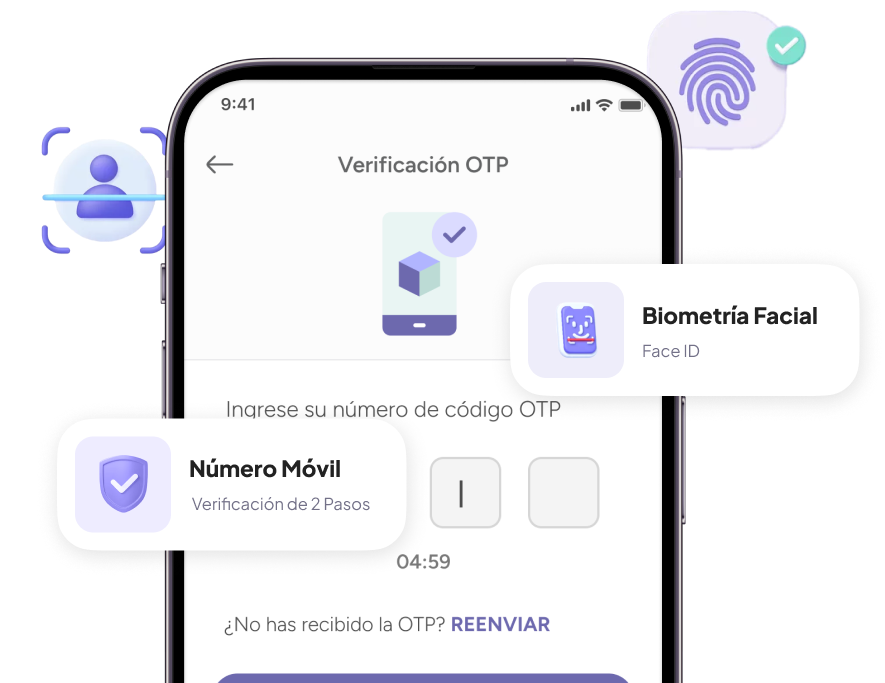 9:41
Verificación OTP
Biometría Facial
Face ID
Ingrese su número de código OTP
Número Móvil
Verificación de 2 Pasos
04:59
¿No has recibido la OTP? REENVIAR